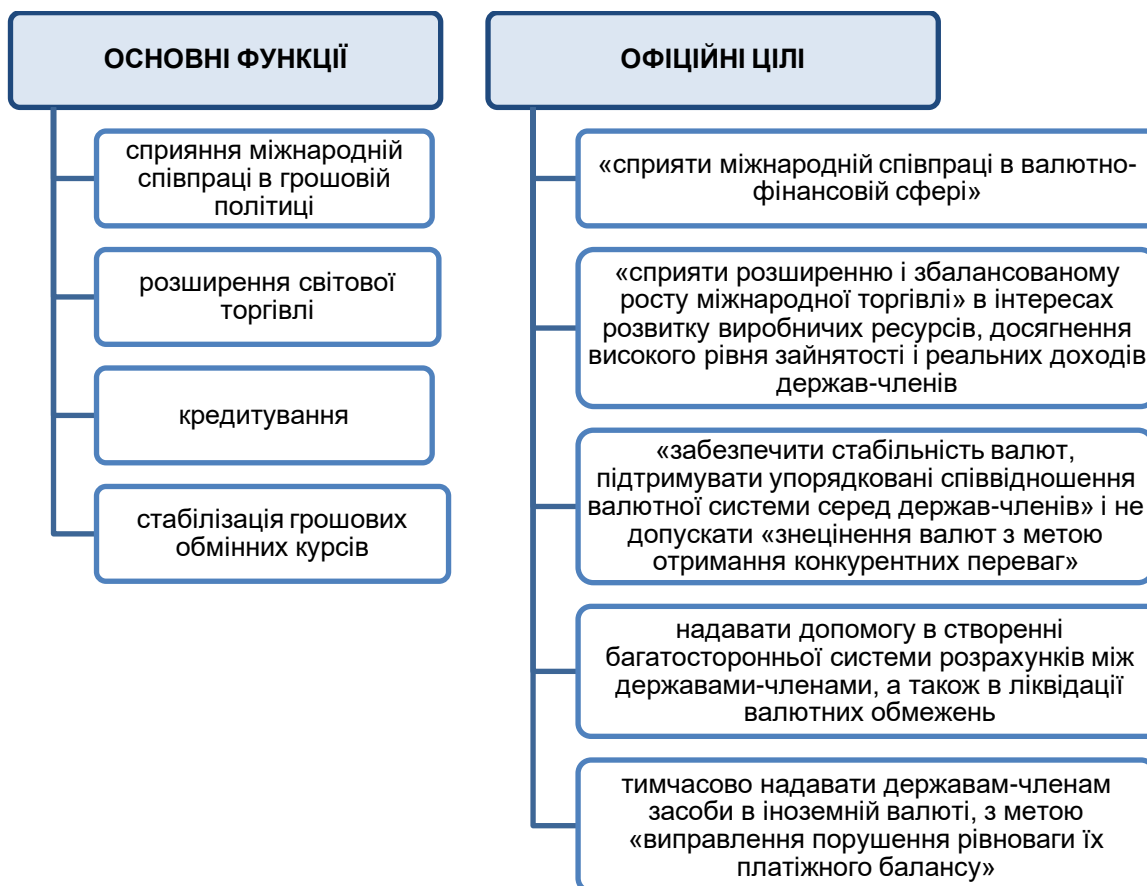 ОСНОВНІ ФУНКЦІЇ
сприяння міжнародній
співпраці в грошовій
політиці
розширення світової
торгівлі
кредитування
стабілізація грошових
обмінних курсів
ОФІЦІЙНІ ЦІЛІ
«сприяти міжнародній співпраці в валютно-
фінансовій сфері»
«сприяти розширенню і збалансованому
росту міжнародної торгівлі» в інтересах
розвитку виробничих ресурсів, досягнення
високого рівня зайнятості і реальних доходів
держав-членів
«забезпечити стабільність валют,
підтримувати упорядковані співвідношення
валютної системи серед держав-членів» і не
допускати «знецінення валют з метою
отримання конкурентних переваг»
надавати допомогу в створенні
багатосторонньої системи розрахунків між
державами-членами, а також в ліквідації
валютних обмежень
тимчасово надавати державам-членам
засоби в іноземній валюті, з метою
«виправлення порушення рівноваги їх
платіжного балансу»